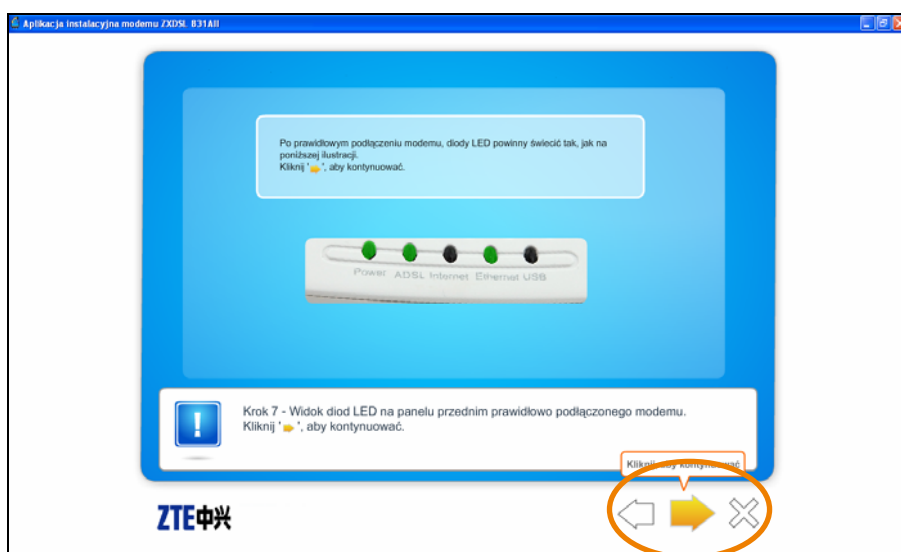 Aplikacja instalacyjna modemu ZXDSL 831AII
Po prawidłowym podłączeniu modemu, diody LED powinny świecić tak, jak na
poniższej ilustracji.
Kliknij '', aby kontynuować.
Power ADSL Internet Ethernet USB
Krok 7 - Widok diod LED na panelu przednim prawidłowo podłączonego modemu.
Kliknij '', aby kontynuować.
Kliknij, aby kontynuować
ZTE中兴